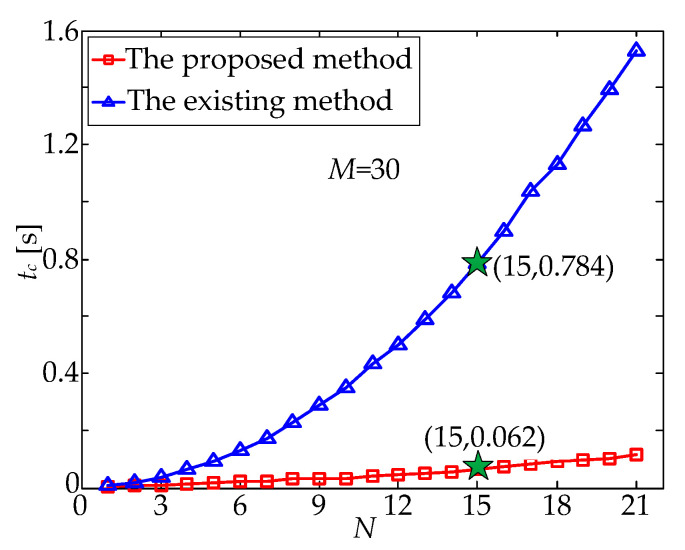 1.6
The proposed method
The existing method
1.2
M=30
t_c [s]
0.8
(15,0.784)
0.4
(15,0.062)
0
0 3 6 9 12 15 18 21
N